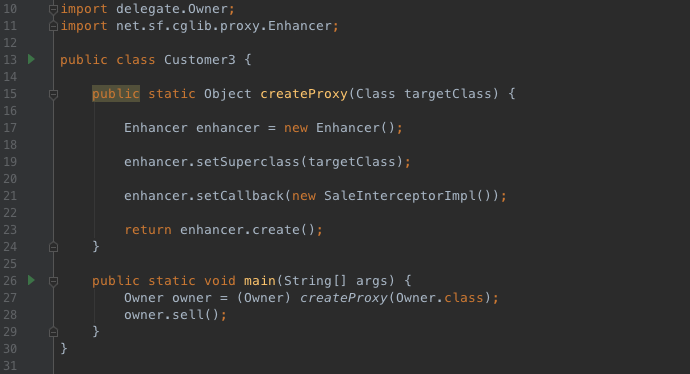 10 import delegate.Owner;
11 import net.sf.cglib.proxy.Enhancer;
12
13 public class Customer3 {
14
15     public static Object createProxy(Class targetClass) {
16
17         Enhancer enhancer = new Enhancer();
18
19         enhancer.setSuperclass(targetClass);
20
21         enhancer.setCallback(new SaleInterceptorImpl());
22
23         return enhancer.create();
24     }
25
26     public static void main(String[] args) {
27         Owner owner = (Owner) createProxy(Owner.class);
28         owner.sell();
29     }
30 }
31